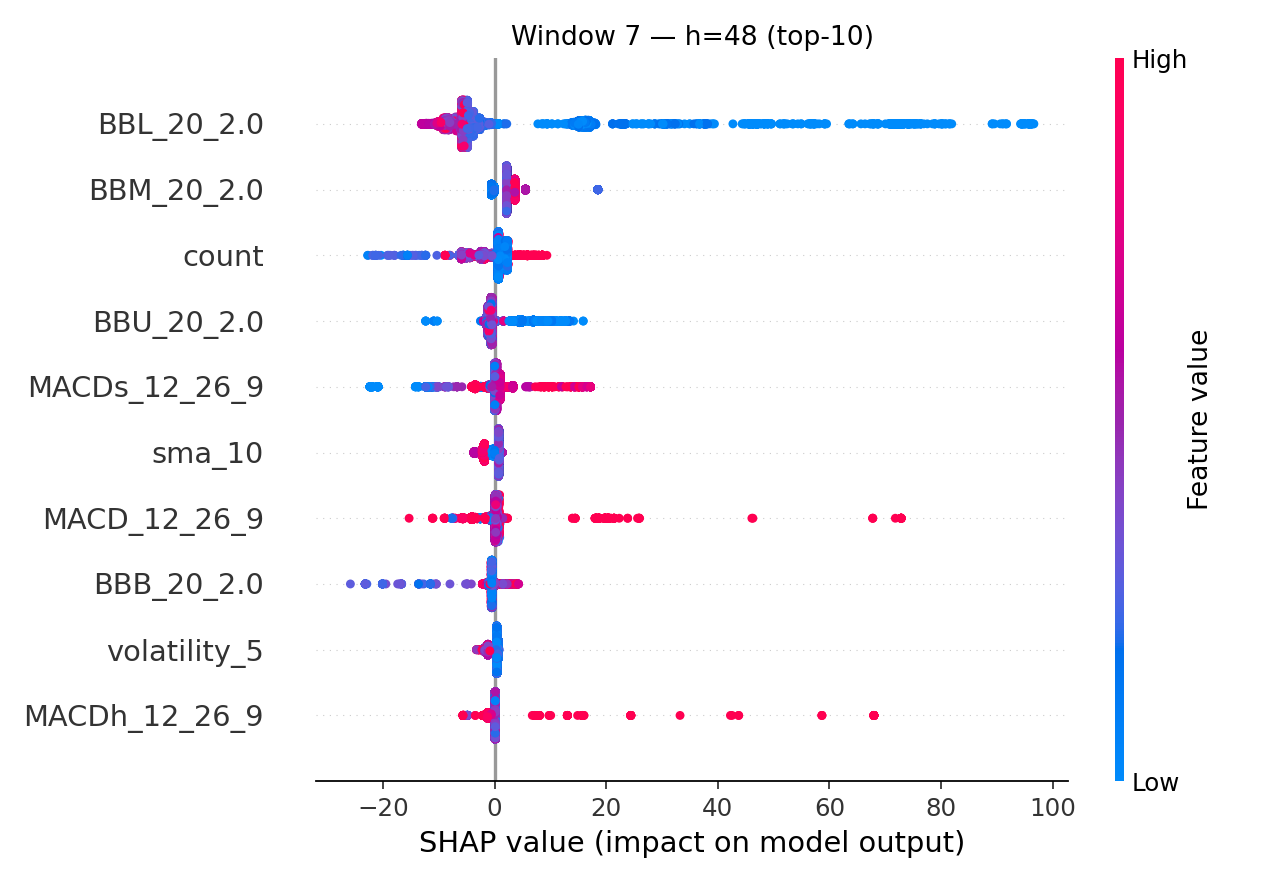 Window 7 — h=48 (top-10)
High
BBL_20_2.0
BBM_20_2.0
count
BBU_20_2.0
MACDs_12_26_9
sma_10
MACD_12_26_9
BBB_20_2.0
volatility_5
MACDh_12_26_9
Feature value
Low
−20 0 20 40 60 80 100
SHAP value (impact on model output)